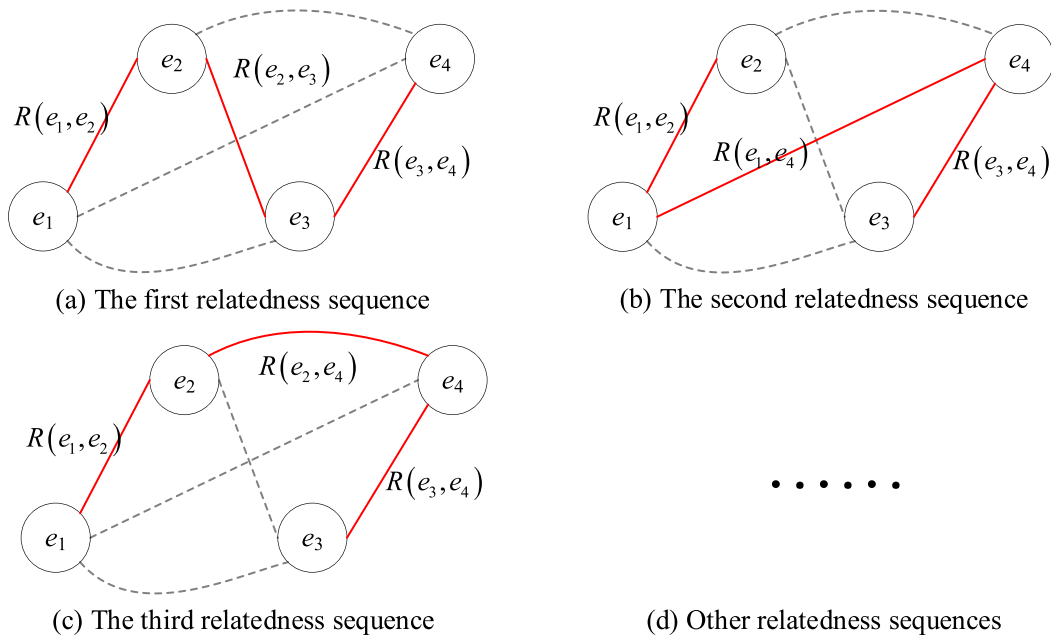 e2
e4
R(e1,e2)
R(e2,e3)
R(e3,e4)
e1
e3
(a) The first relatedness sequence
e2
e4
R(e1,e2)
R(e1,e4)
R(e3,e4)
e1
e3
(b) The second relatedness sequence
e2
e4
R(e2,e4)
R(e1,e2)
R(e3,e4)
e1
e3
(c) The third relatedness sequence
......
(d) Other relatedness sequences